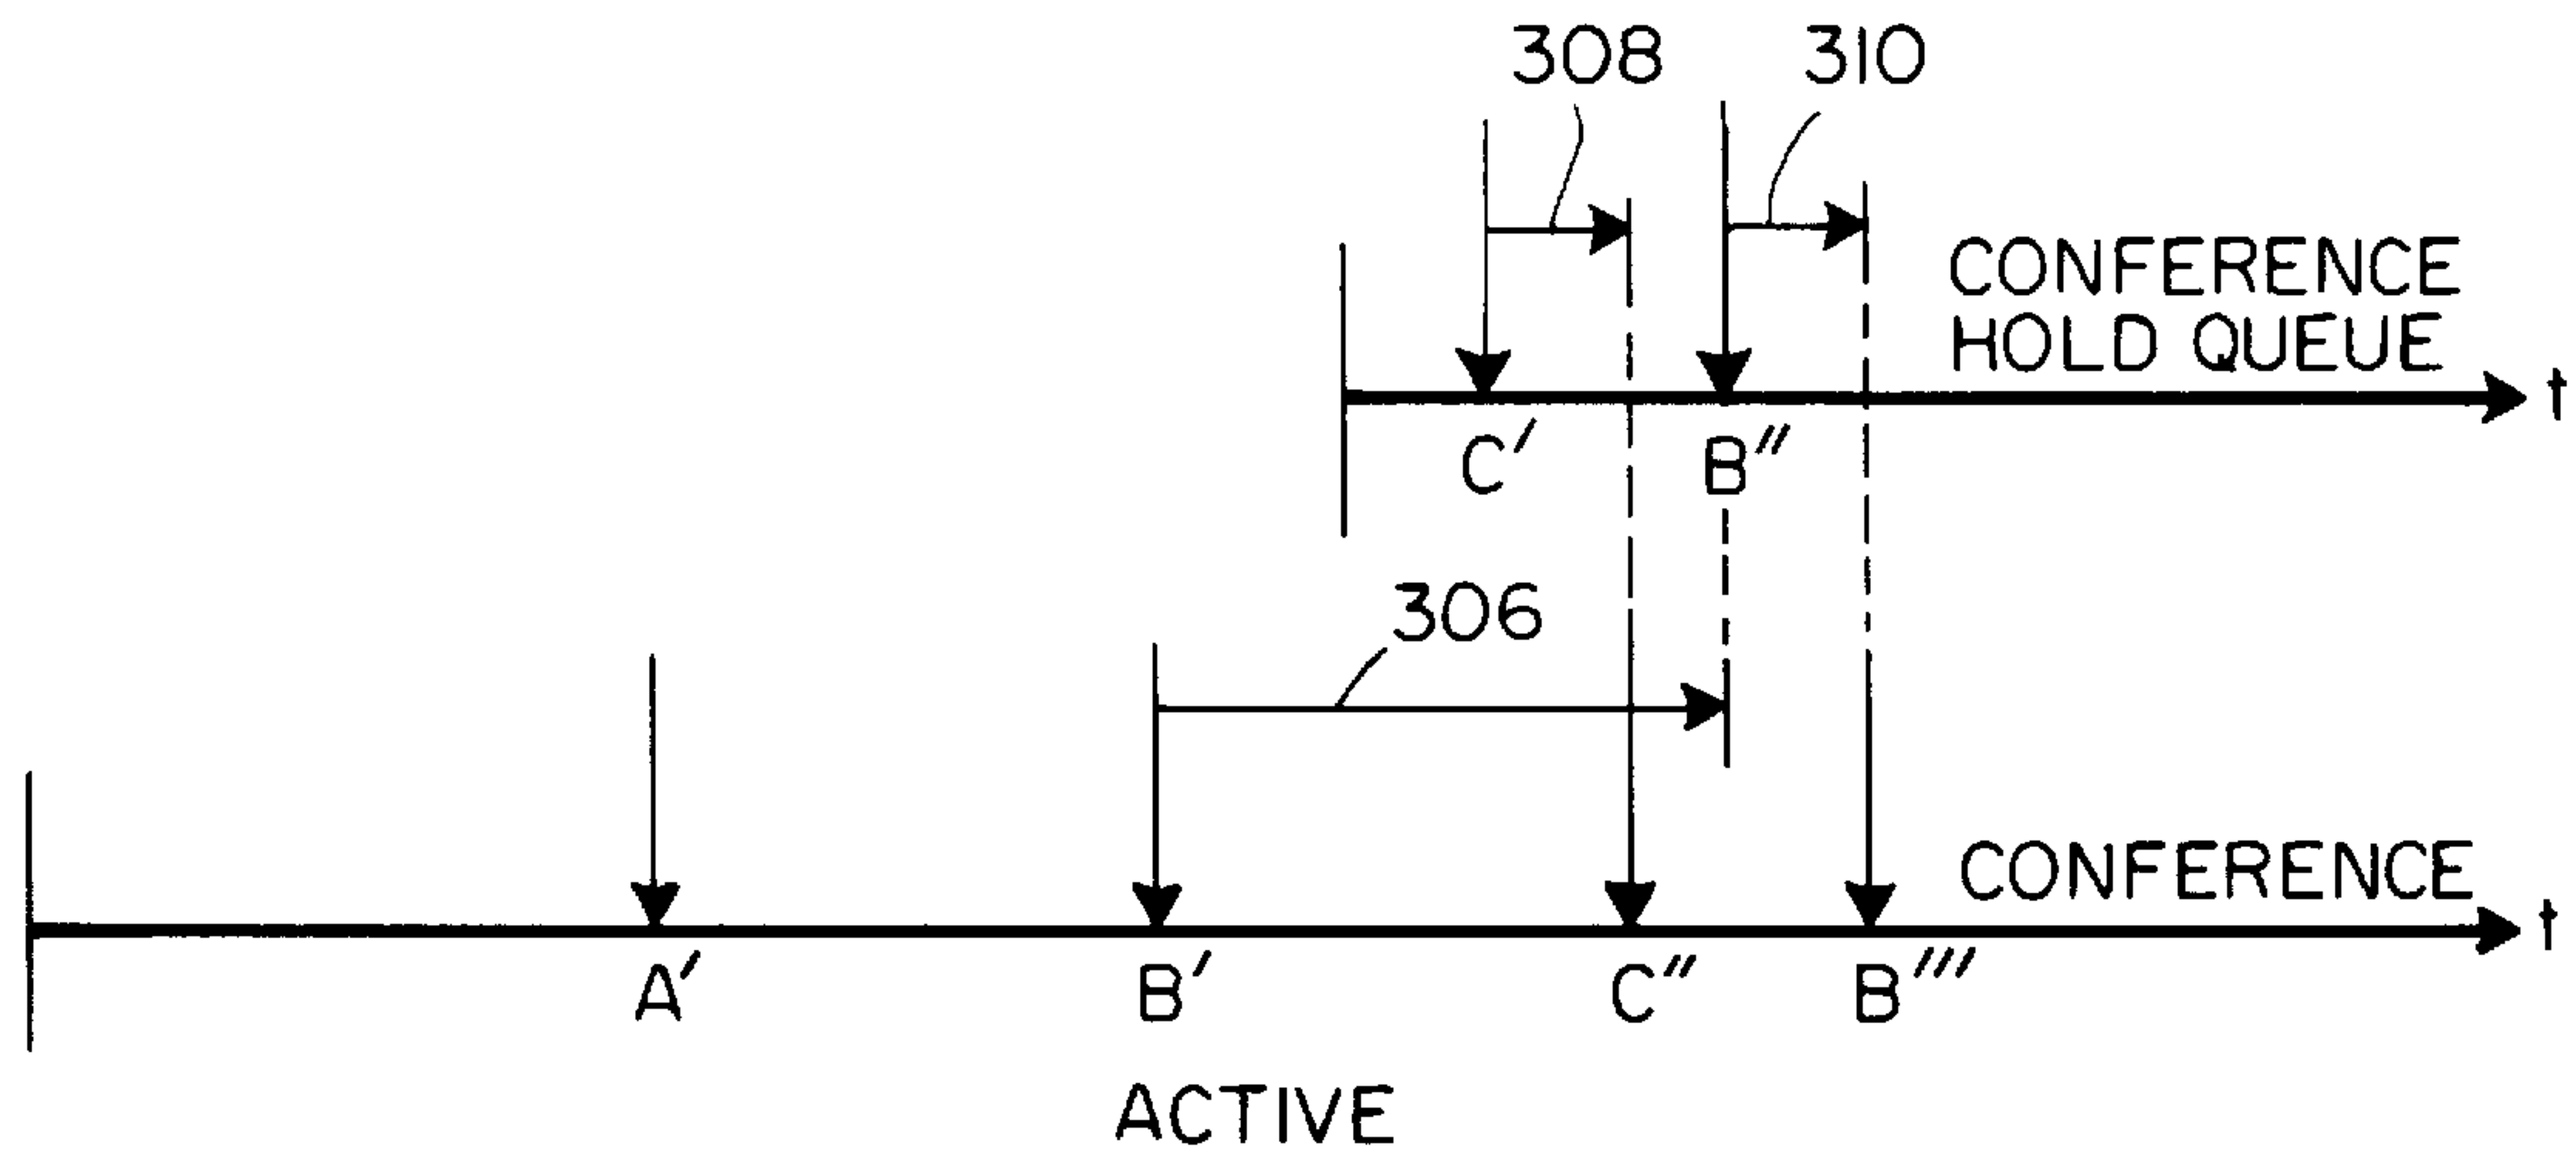 308 310
CONFERENCE
HOLD QUEUE
t
C′ B″
306
CONFERENCE
t
A′ B′ C″ B‴
ACTIVE